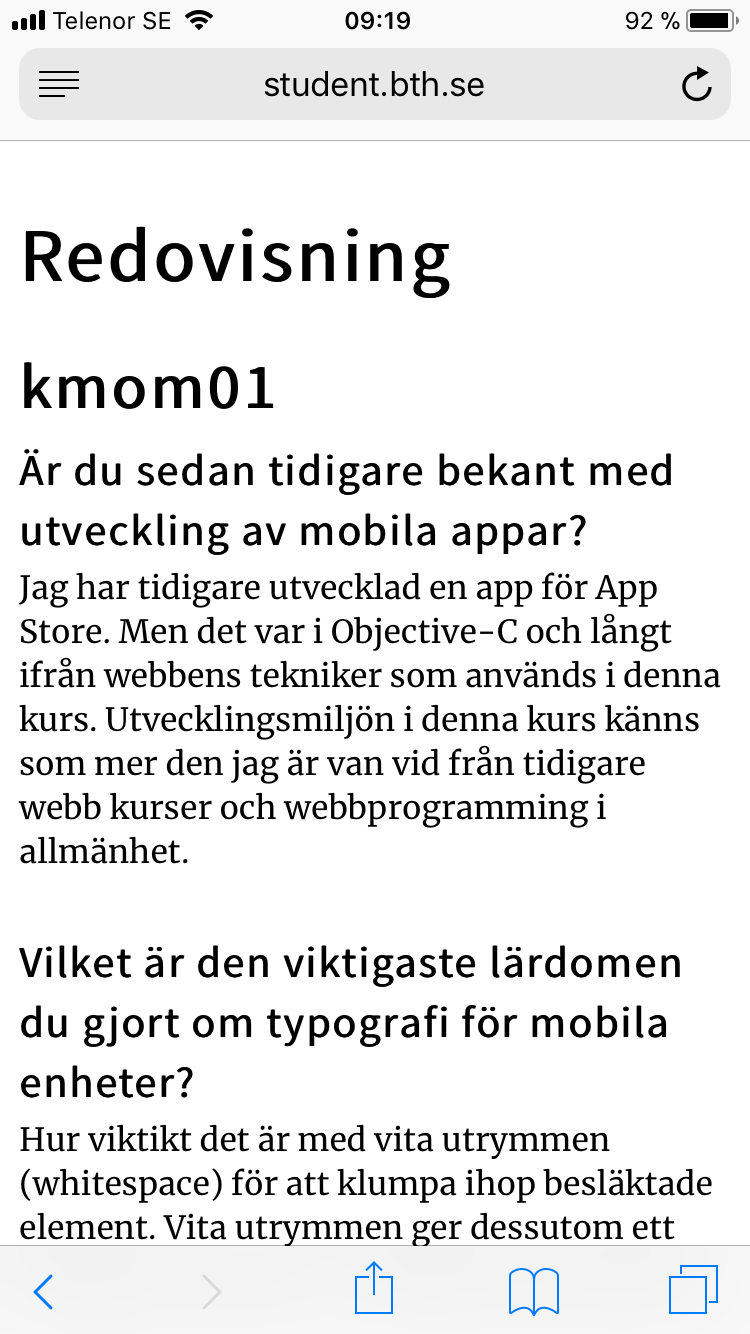 Telenor SE 09:19 92 %
student.bth.se
Redovisning
kmom01
Är du sedan tidigare bekant med
utveckling av mobila appar?
Jag har tidigare utvecklad en app för App
Store. Men det var i Objective-C och långt
ifrån webbens tekniker som används i denna
kurs. Utvecklingsmiljön i denna kurs känns
som mer den jag är van vid från tidigare
webb kurser och webbprogramming i
allmänhet.
Vilket är den viktigaste lärdomen
du gjort om typografi för mobila
enheter?
Hur viktikt det är med vita utrymmen
(whitespace) för att klumpa ihop besläktade
element. Vita utrymmen ger dessutom ett